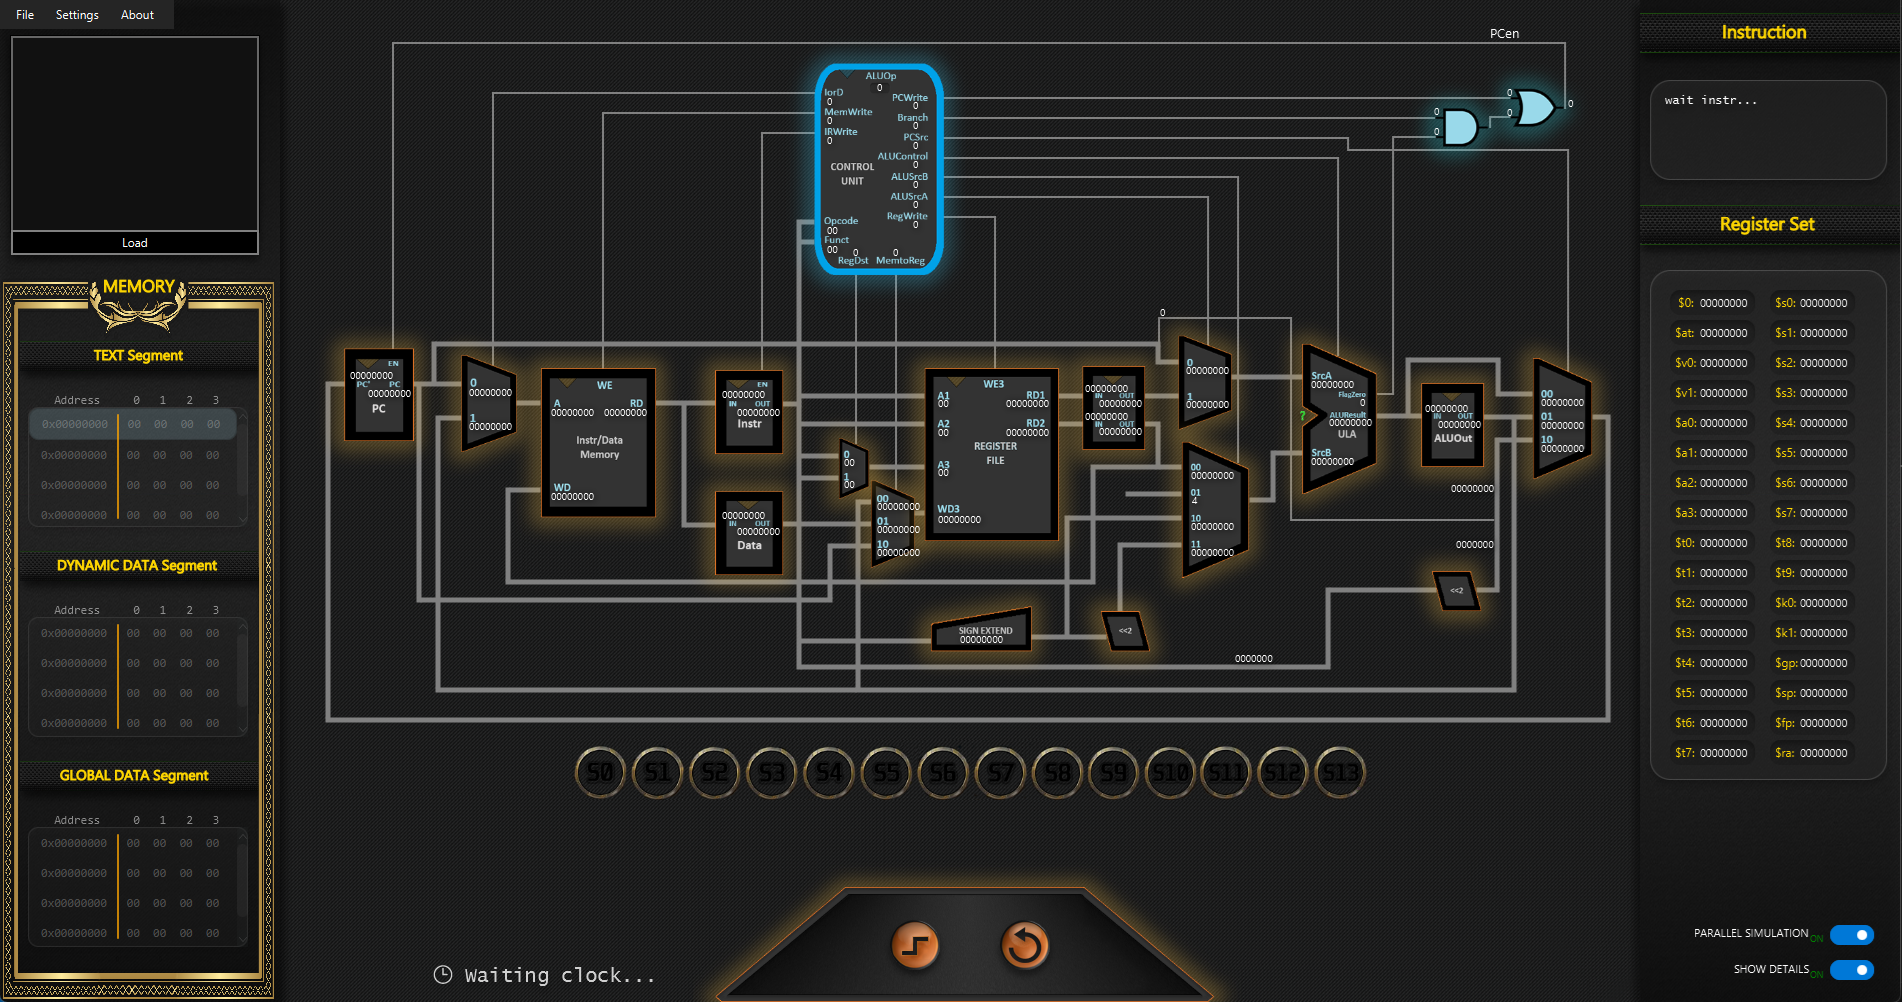 File Settings About
Load
MEMORY
TEXT Segment
Address 0 1 2 3
0x00000000 00 00 00 00
0x00000000 00 00 00 00
0x00000000 00 00 00 00
0x00000000 00 00 00 00
DYNAMIC DATA Segment
Address 0 1 2 3
0x00000000 00 00 00 00
0x00000000 00 00 00 00
0x00000000 00 00 00 00
0x00000000 00 00 00 00
GLOBAL DATA Segment
Address 0 1 2 3
0x00000000 00 00 00 00
0x00000000 00 00 00 00
0x00000000 00 00 00 00
0x00000000 00 00 00 00
PCen
ALUOp
0
IorD
0
MemWrite
0
IRWrite
0
PCWrite
0
Branch
0
PCSrc
0
ALUControl
0
ALUSrcB
0
ALUSrcA
0
RegWrite
0
CONTROL
UNIT
Opcode
00
Funct
00
0
RegDst
0
MemtoReg
0
0
0
0
0
EN
00000000
PC' PC
00000000
PC
0
00000000
1
00000000
WE
A RD
00000000 00000000
Instr/Data
Memory
WD
00000000
EN
00000000
IN OUT
00000000
Instr
00000000
IN OUT
00000000
Data
0
00
1
00
00
00000000
01
00000000
10
00000000
WE3
A1 RD1
00 00000000
A2 RD2
00 00000000
REGISTER
FILE
A3
00
WD3
00000000
00000000
IN OUT
00000000
00000000
IN OUT
00000000
0
0
00000000
1
00000000
00
00000000
01
4
10
00000000
11
00000000
SrcA
00000000
FlagZero
0
?
ALUResult
00000000
ULA
SrcB
00000000
00000000
IN OUT
00000000
ALUOut
00
00000000
01
00000000
10
00000000
00000000
0000000
<<2
SIGN EXTEND
00000000
<<2
0000000
S0 S1 S2 S3 S4 S5 S6 S7 S8 S9 S10 S11 S12 S13
Waiting clock...
Instruction
wait instr...
Register Set
$0: 00000000 $s0: 00000000
$at: 00000000 $s1: 00000000
$v0: 00000000 $s2: 00000000
$v1: 00000000 $s3: 00000000
$a0: 00000000 $s4: 00000000
$a1: 00000000 $s5: 00000000
$a2: 00000000 $s6: 00000000
$a3: 00000000 $s7: 00000000
$t0: 00000000 $t8: 00000000
$t1: 00000000 $t9: 00000000
$t2: 00000000 $k0: 00000000
$t3: 00000000 $k1: 00000000
$t4: 00000000 $gp: 00000000
$t5: 00000000 $sp: 00000000
$t6: 00000000 $fp: 00000000
$t7: 00000000 $ra: 00000000
PARALLEL SIMULATION ON
SHOW DETAILS ON